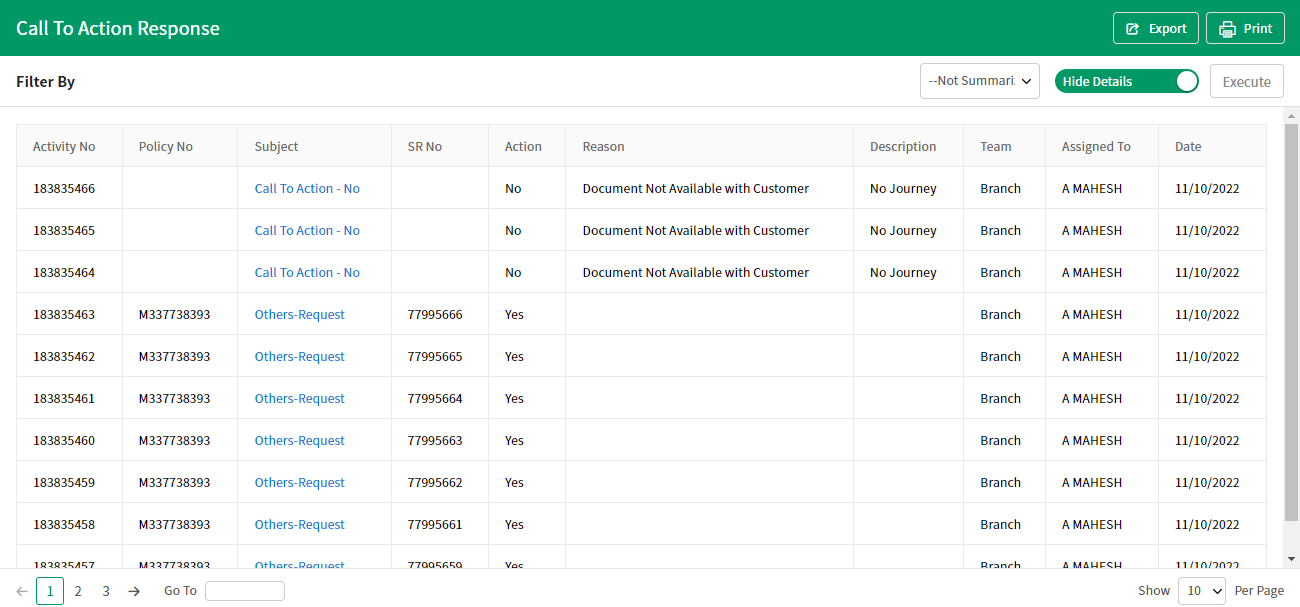 Call To Action Response Export Print
Filter By --Not Summari Hide Details Execute
Activity No Policy No Subject SR No Action Reason Description Team Assigned To Date
183835466 Call To Action - No No Document Not Available with Customer No Journey Branch A MAHESH 11/10/2022
183835465 Call To Action - No No Document Not Available with Customer No Journey Branch A MAHESH 11/10/2022
183835464 Call To Action - No No Document Not Available with Customer No Journey Branch A MAHESH 11/10/2022
183835463 M337738393 Others-Request 77995666 Yes Branch A MAHESH 11/10/2022
183835462 M337738393 Others-Request 77995665 Yes Branch A MAHESH 11/10/2022
183835461 M337738393 Others-Request 77995664 Yes Branch A MAHESH 11/10/2022
183835460 M337738393 Others-Request 77995663 Yes Branch A MAHESH 11/10/2022
183835459 M337738393 Others-Request 77995662 Yes Branch A MAHESH 11/10/2022
183835458 M337738393 Others-Request 77995661 Yes Branch A MAHESH 11/10/2022
183835457 M337738393 Others-Request 77995659 Yes Branch A MAHESH 11/10/2022
1 2 3 Go To Show 10 Per Page